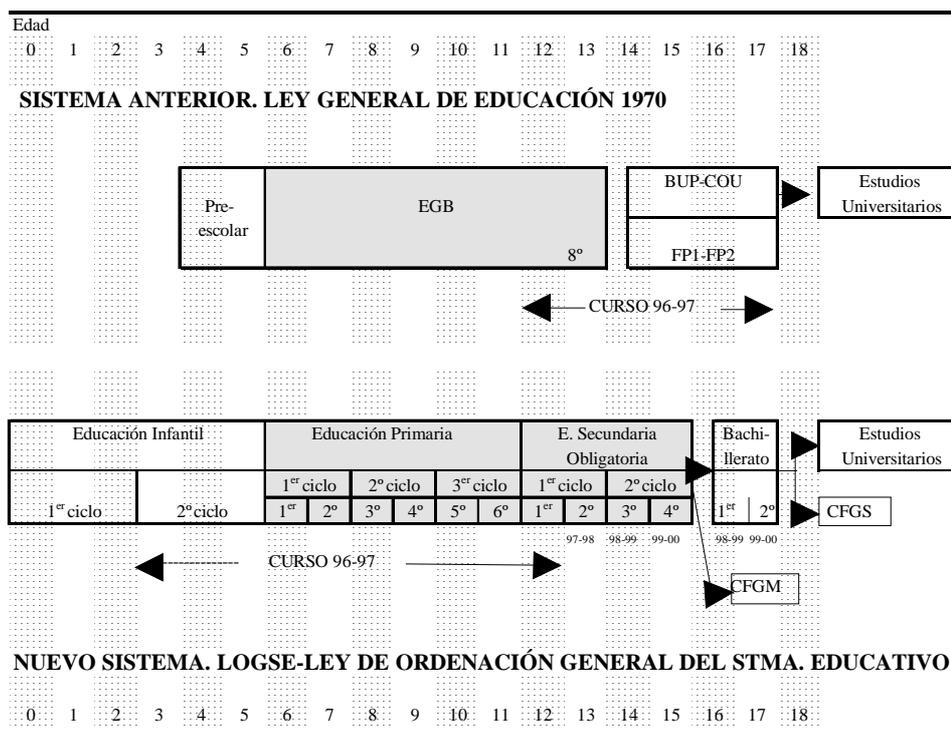 Edad
0 1 2 3 4 5 6 7 8 9 10 11 12 13 14 15 16 17 18
SISTEMA ANTERIOR. LEY GENERAL DE EDUCACIÓN 1970
BUP-COU Estudios
Pre- EGB Universitarios
escolar
8º FP1-FP2
CURSO 96-97
Educación Infantil Educación Primaria E. Secundaria Bachi- Estudios
Obligatoria llerato Universitarios
1er ciclo 2º ciclo 3er ciclo 1er ciclo 2º ciclo
1er ciclo 2º ciclo 1er 2º 3º 4º 5º 6º 1er 2º 3º 4º 1er 2º CFGS
97-98 98-99 99-00 98-99 99-00
CURSO 96-97
CFGM
NUEVO SISTEMA. LOGSE-LEY DE ORDENACIÓN GENERAL DEL STMA. EDUCATIVO
0 1 2 3 4 5 6 7 8 9 10 11 12 13 14 15 16 17 18